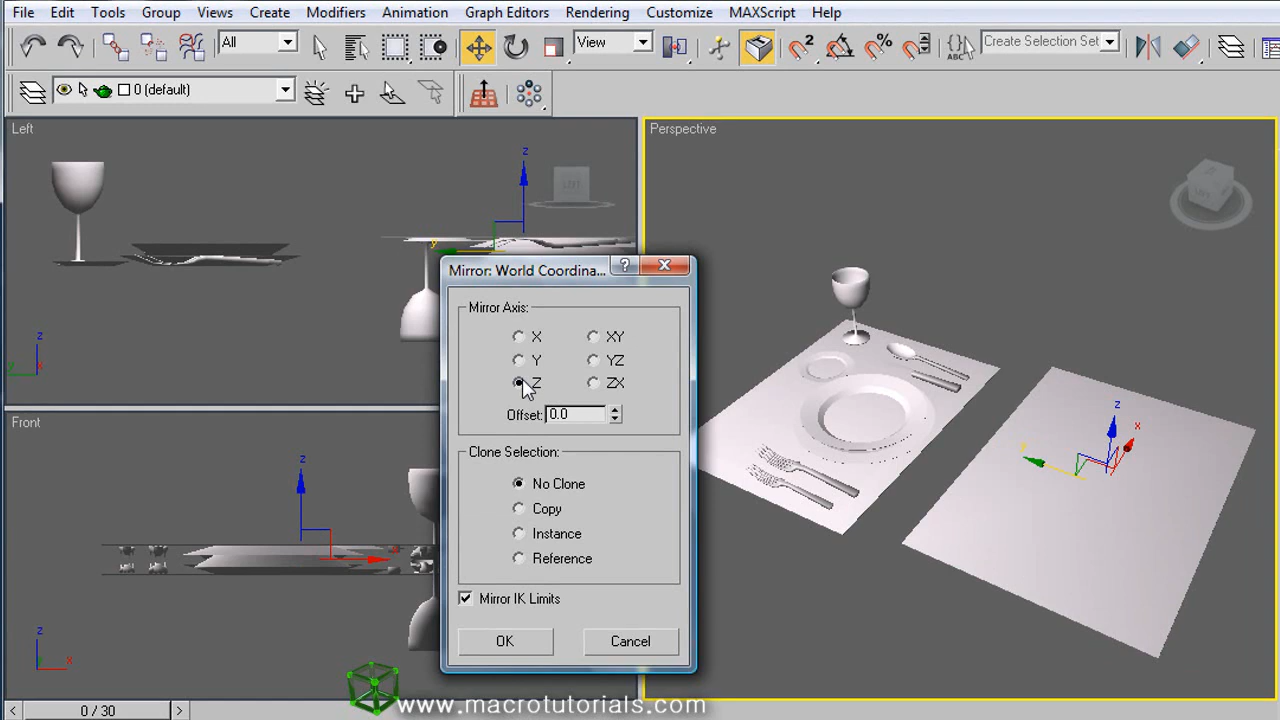 File Edit Tools Group Views Create Modifiers Animation Graph Editors Rendering Customize MAXScript Help
All View ABC Create Selection Set
0 (default)
Left
z
y
z
y x
Front
z
x
z
x
Perspective
z
x
y
Mirror: World Coordina...
Mirror Axis:
X XY
Y YZ
Z ZX
Offset: 0.0
Clone Selection:
No Clone
Copy
Instance
Reference
Mirror IK Limits
OK Cancel
0 / 30
www.macrotutorials.com